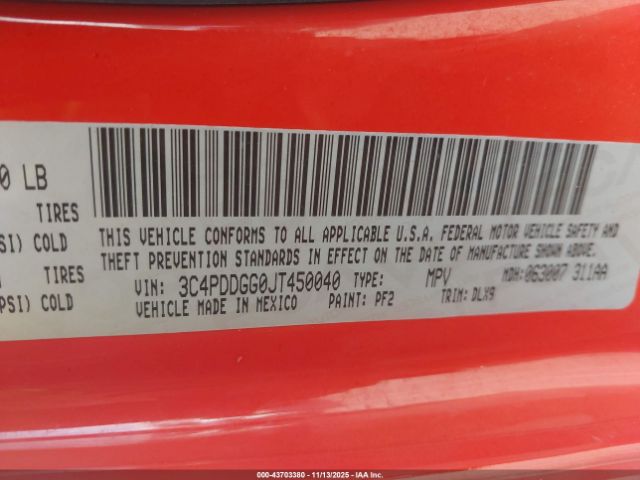 0 LB
TIRES
SI) COLD
TIRES
PSI) COLD
THIS VEHICLE CONFORMS TO ALL APPLICABLE U.S.A. FEDERAL MOTOR VEHICLE SAFETY AND
THEFT PREVENTION STANDARDS IN EFFECT ON THE DATE OF MANUFACTURE SHOWN ABOVE.
VIN: 3C4PDDGG0JT450040 TYPE: MPV MDH: 063007 311AA
VEHICLE MADE IN MEXICO PAINT: PF2 TRIM: DLX9
000-43703380 - 11/13/2025 - IAA Inc.